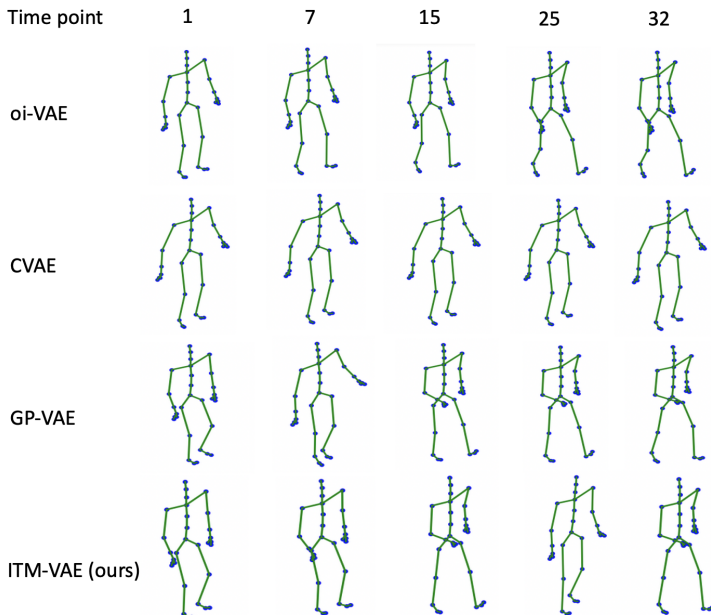 Time point 1 7 15 25 32
oi-VAE
CVAE
GP-VAE
ITM-VAE (ours)